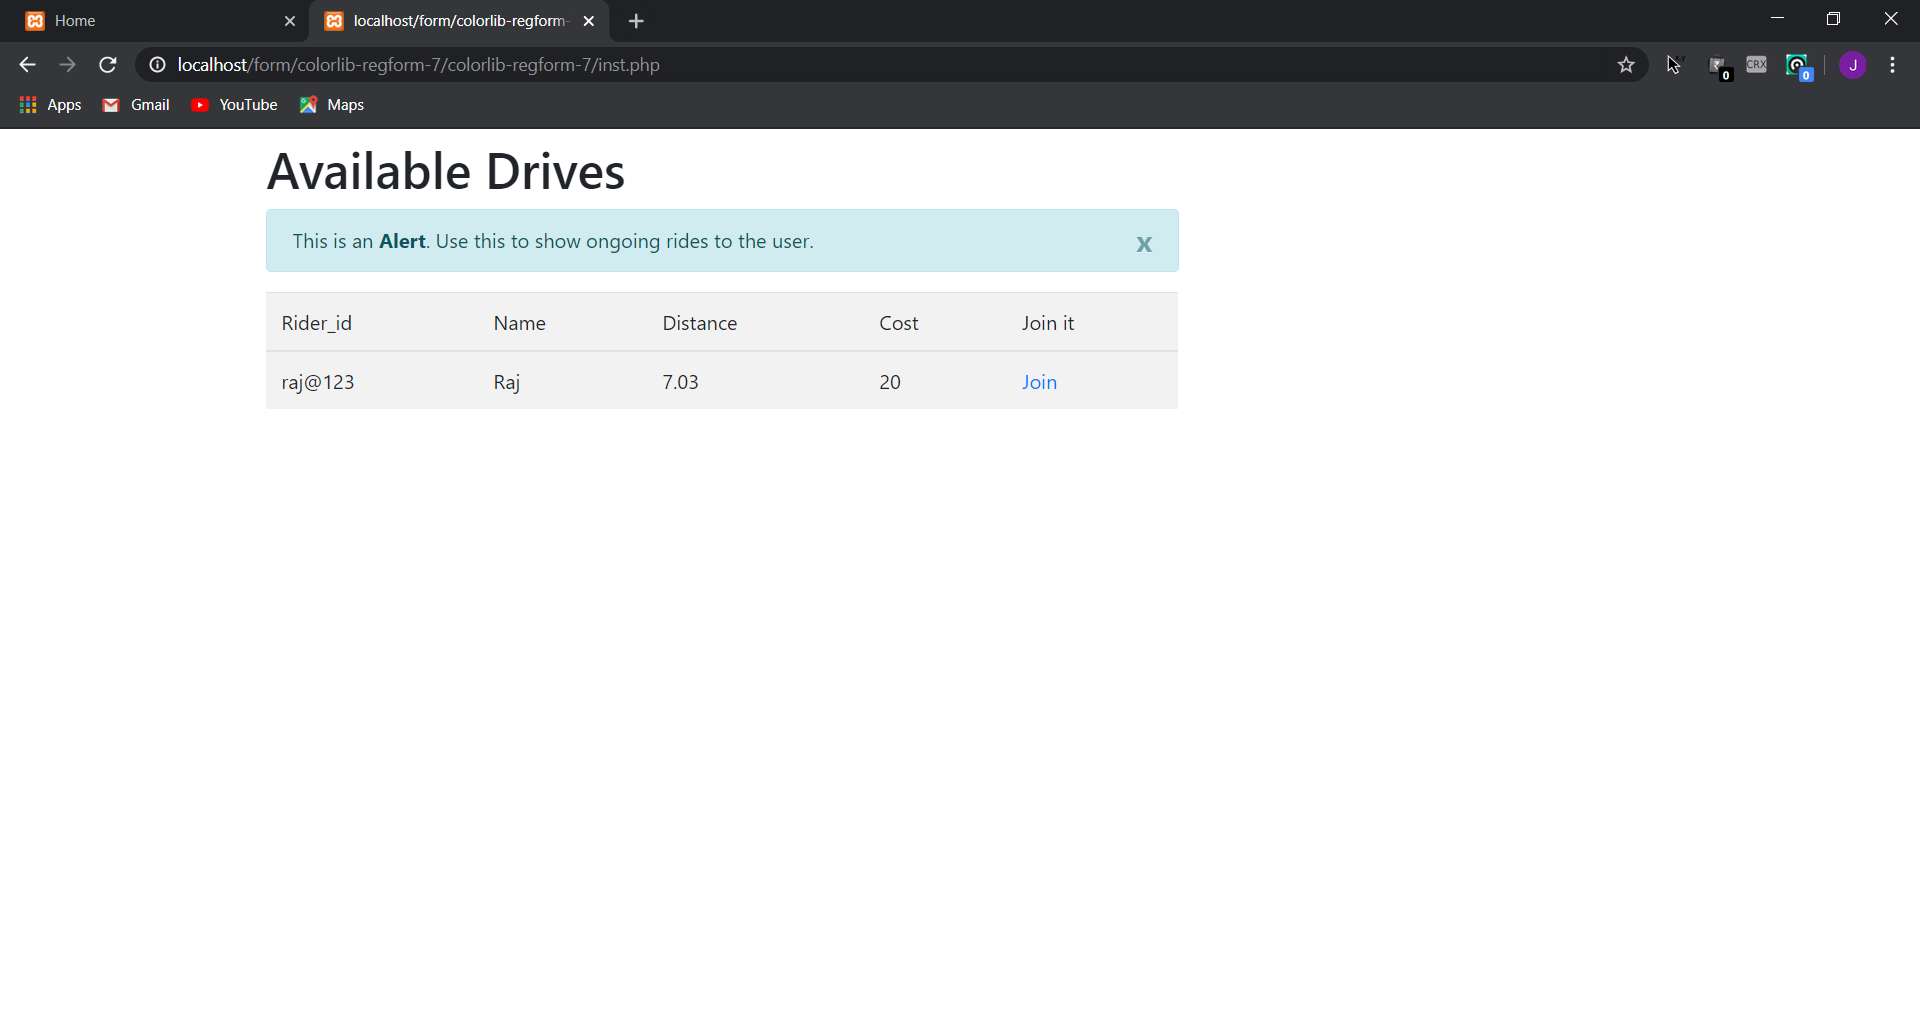 Home
localhost/form/colorlib-regform-
localhost/form/colorlib-regform-7/colorlib-regform-7/inst.php
0
CRX
0
J
Apps Gmail YouTube Maps
Available Drives
This is an Alert. Use this to show ongoing rides to the user.
x
Rider_id Name Distance Cost Join it
raj@123 Raj 7.03 20 Join